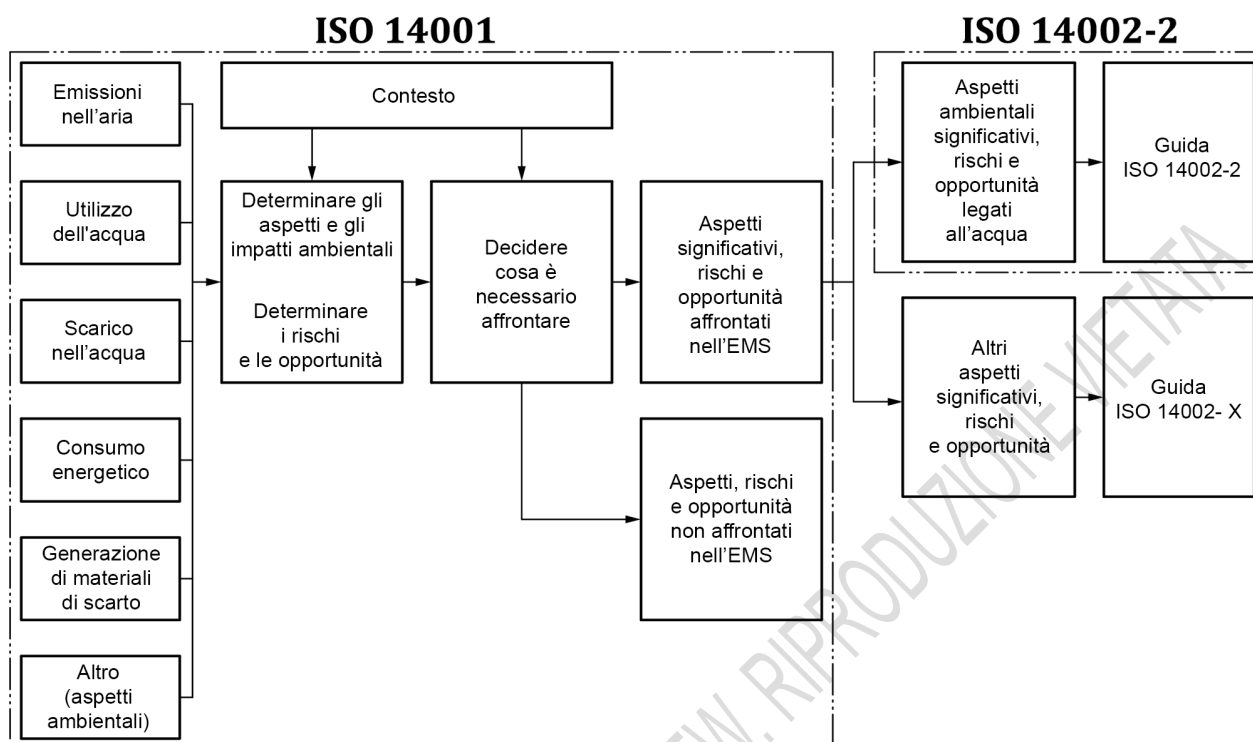 ISO 14001
Emissioni
nell'aria
Utilizzo
dell'acqua
Scarico
nell'acqua
Consumo
energetico
Generazione
di materiali
di scarto
Altro
(aspetti
ambientali)
Contesto
Determinare gli
aspetti e gli
impatti ambientali
Determinare
i rischi
e le opportunità
Decidere
cosa è
necessario
affrontare
Aspetti
significativi,
rischi e
opportunità
affrontati
nell'EMS
Aspetti, rischi
e opportunità
non affrontati
nell'EMS
ISO 14002-2
Aspetti
ambientali
significativi,
rischi e
opportunità
legati
all'acqua
Guida
ISO 14002-2
Altri
aspetti
significativi,
rischi
e opportunità
Guida
ISO 14002- X
RIPRODUZIONE VIETATA